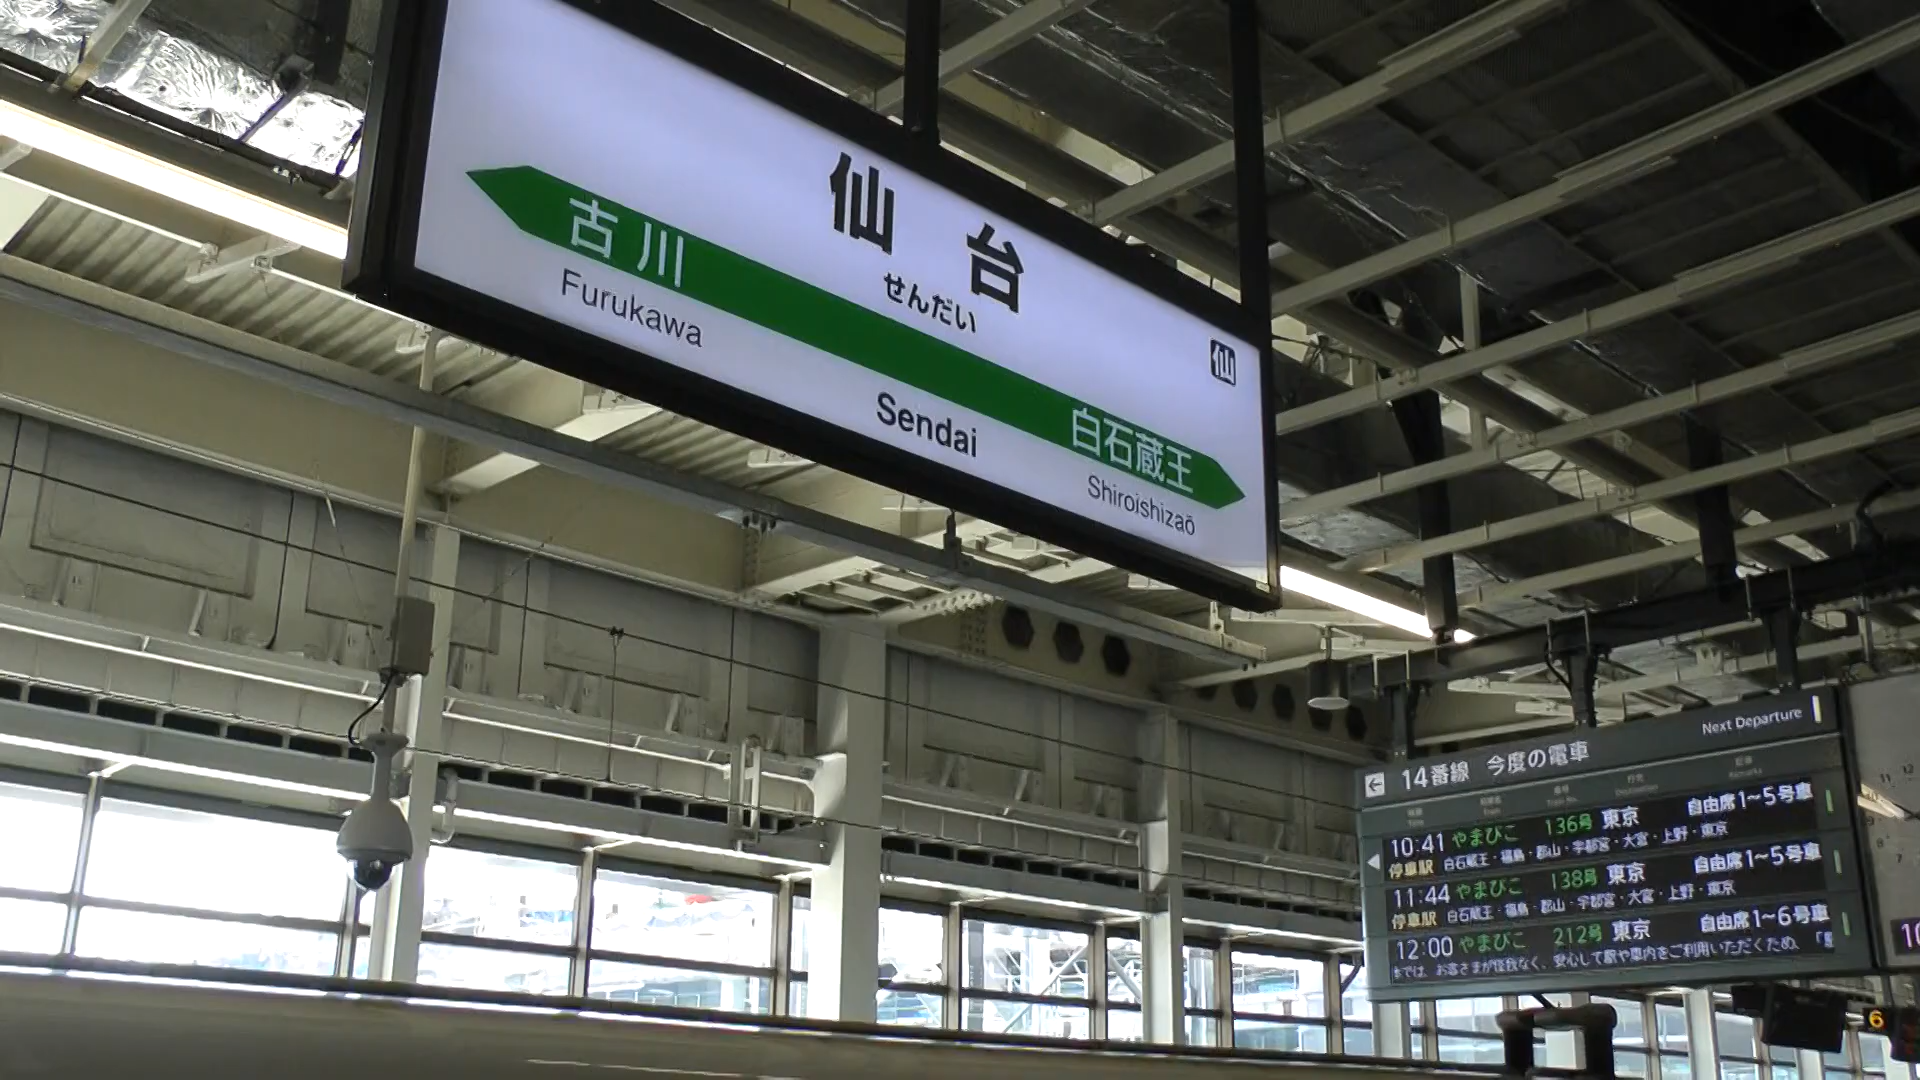 仙台
仙
せんだい
古川
Furukawa
Sendai
白石蔵王
Shiroishizaō
Next Departure
14番線 今度の電車
10:41 やまびこ 136号 東京 自由席1~5号車
停車駅 白石蔵王・福島・郡山・宇都宮・大宮・上野・東京
11:44 やまびこ 138号 東京 自由席1~5号車
停車駅 白石蔵王・福島・郡山・宇都宮・大宮・上野・東京
12:00 やまびこ 212号 東京 自由席1~6号車
では、お客さまが怪我なく、安心して駅や車内をご利用いただくため、「
10
6